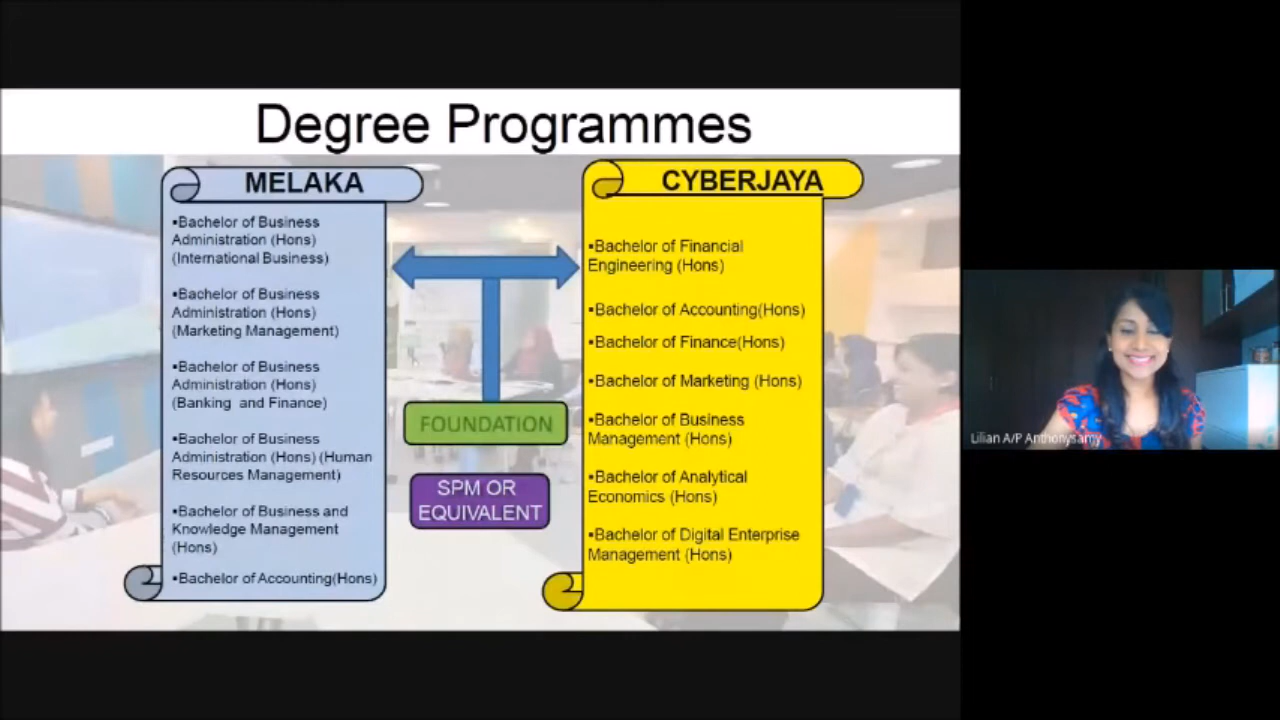 Degree Programmes
MELAKA
▪Bachelor of Business
Administration (Hons)
(International Business)
▪Bachelor of Business
Administration (Hons)
(Marketing Management)
▪Bachelor of Business
Administration (Hons)
(Banking and Finance)
▪Bachelor of Business
Administration (Hons) (Human
Resources Management)
▪Bachelor of Business and
Knowledge Management
(Hons)
▪Bachelor of Accounting(Hons)
FOUNDATION
SPM OR
EQUIVALENT
CYBERJAYA
▪Bachelor of Financial
Engineering (Hons)
▪Bachelor of Accounting(Hons)
▪Bachelor of Finance(Hons)
▪Bachelor of Marketing (Hons)
▪Bachelor of Business
Management (Hons)
▪Bachelor of Analytical
Economics (Hons)
▪Bachelor of Digital Enterprise
Management (Hons)
Lilian A/P Anthonysamy